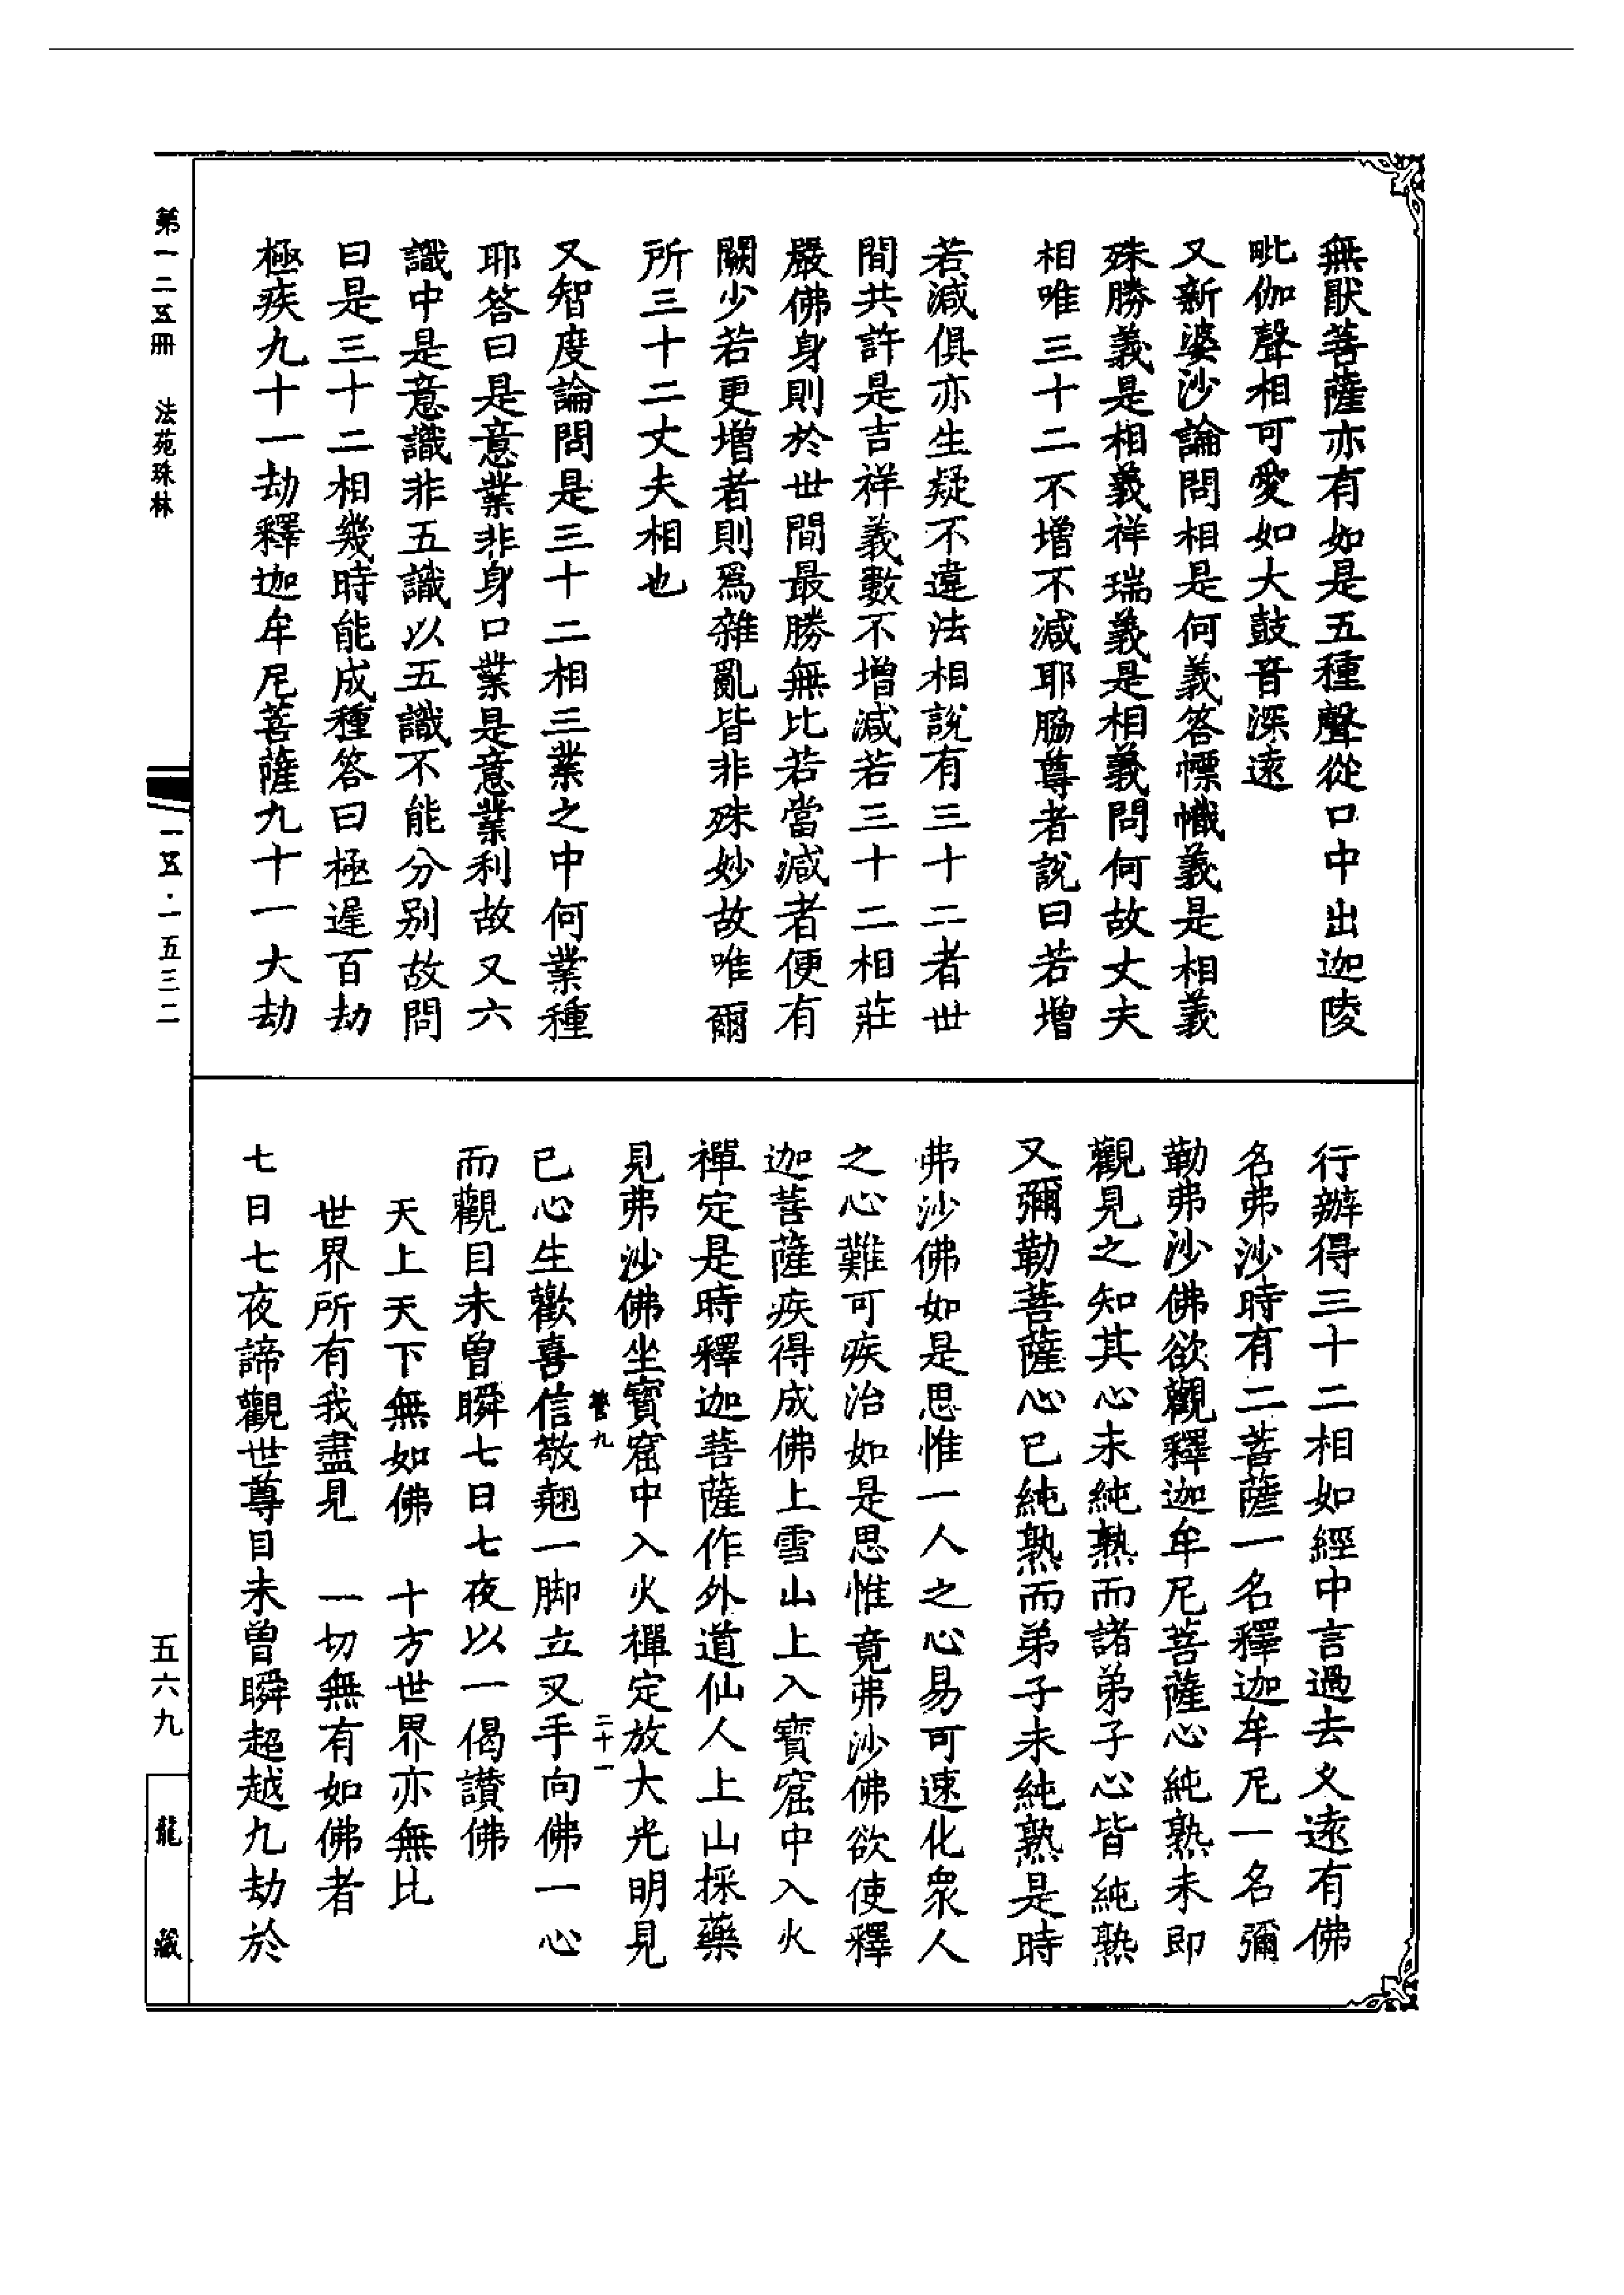 無猒菩薩亦有如是五種聲從口中出迦陵
毗伽聲相可愛如大鼓音深遠
又新婆沙論問相是何義答幖幟義是相義
殊勝義是相義祥瑞義是相義問何故丈夫
相唯三十二不增不減耶脇尊者說曰若增
若減俱亦生疑不違法相說有三十二者世
間共許是吉祥義數不增減若三十二相莊
嚴佛身則於世間最勝無比若當減者便有
闕少若更增者則爲雜亂皆非殊妙故唯爾
所三十二丈夫相也
又智度論問是三十二相三業之中何業種
耶答曰是意業非身口業是意業利故又六
識中是意識非五識以五識不能分别故問
曰是三十二相幾時能成種答曰極遲百劫
極疾九十一劫釋迦牟尼菩薩九十一大劫
行辦得三十二相如經中言過去久遠有佛
名弗沙時有二菩薩一名釋迦牟尼一名彌
勒弗沙佛欲觀釋迦牟尼菩薩心純熟未即
觀見之知其心未純熟而諸弟子心皆純熟
又彌勒菩薩心已純熟而弟子未純熟是時
弗沙佛如是思惟一人之心易可速化衆人
之心難可疾治如是思惟竟弗沙佛欲使釋
迦菩薩疾得成佛上雪山上入寶窟中入火
禪定是時釋迦菩薩作外道仙人上山採藥
見弗沙佛坐寶窟中入火禪定放大光明見
九 二十一
已心生歡喜信敬翹一脚立叉手向佛一心
而觀目未曾瞬七日七夜以一偈讚佛
天上天下無如佛 十方世界亦無比
世界所有我盡見 一切無有如佛者
七日七夜諦觀世尊目未曾瞬超越九劫於
第一二五冊 法苑珠林
一五·一五三二
五六九
龍藏